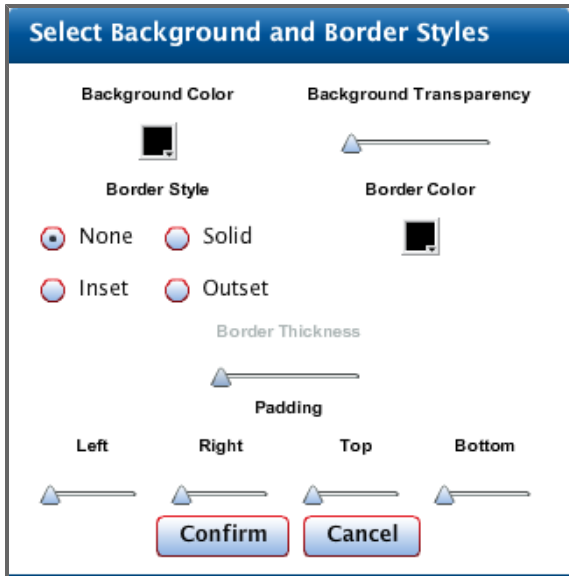 Select Background and Border Styles
Background Color Background Transparency
Border Style Border Color
None Solid
Inset Outset
Border Thickness
Padding
Left Right Top Bottom
Confirm Cancel